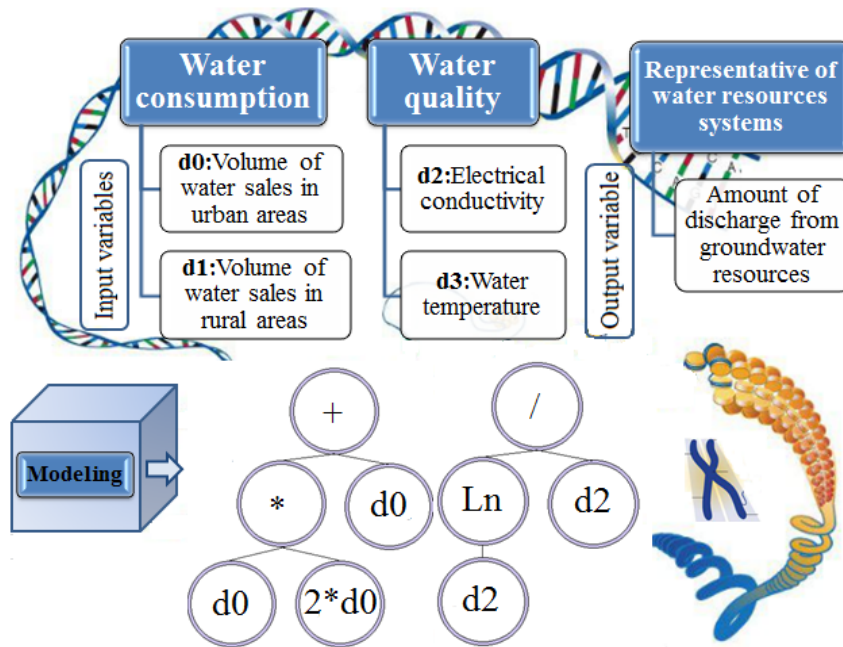 Water
consumption
Water
quality
Representative of
water resources
systems
Input variables
d0:Volume of
water sales in
urban areas
d1:Volume of
water sales in
rural areas
d2:Electrical
conductivity
d3:Water
temperature
Output variable
Amount of
discharge from
groundwater
resources
Modeling
+
/
*
d0
Ln
d2
d0
2*d0
d2